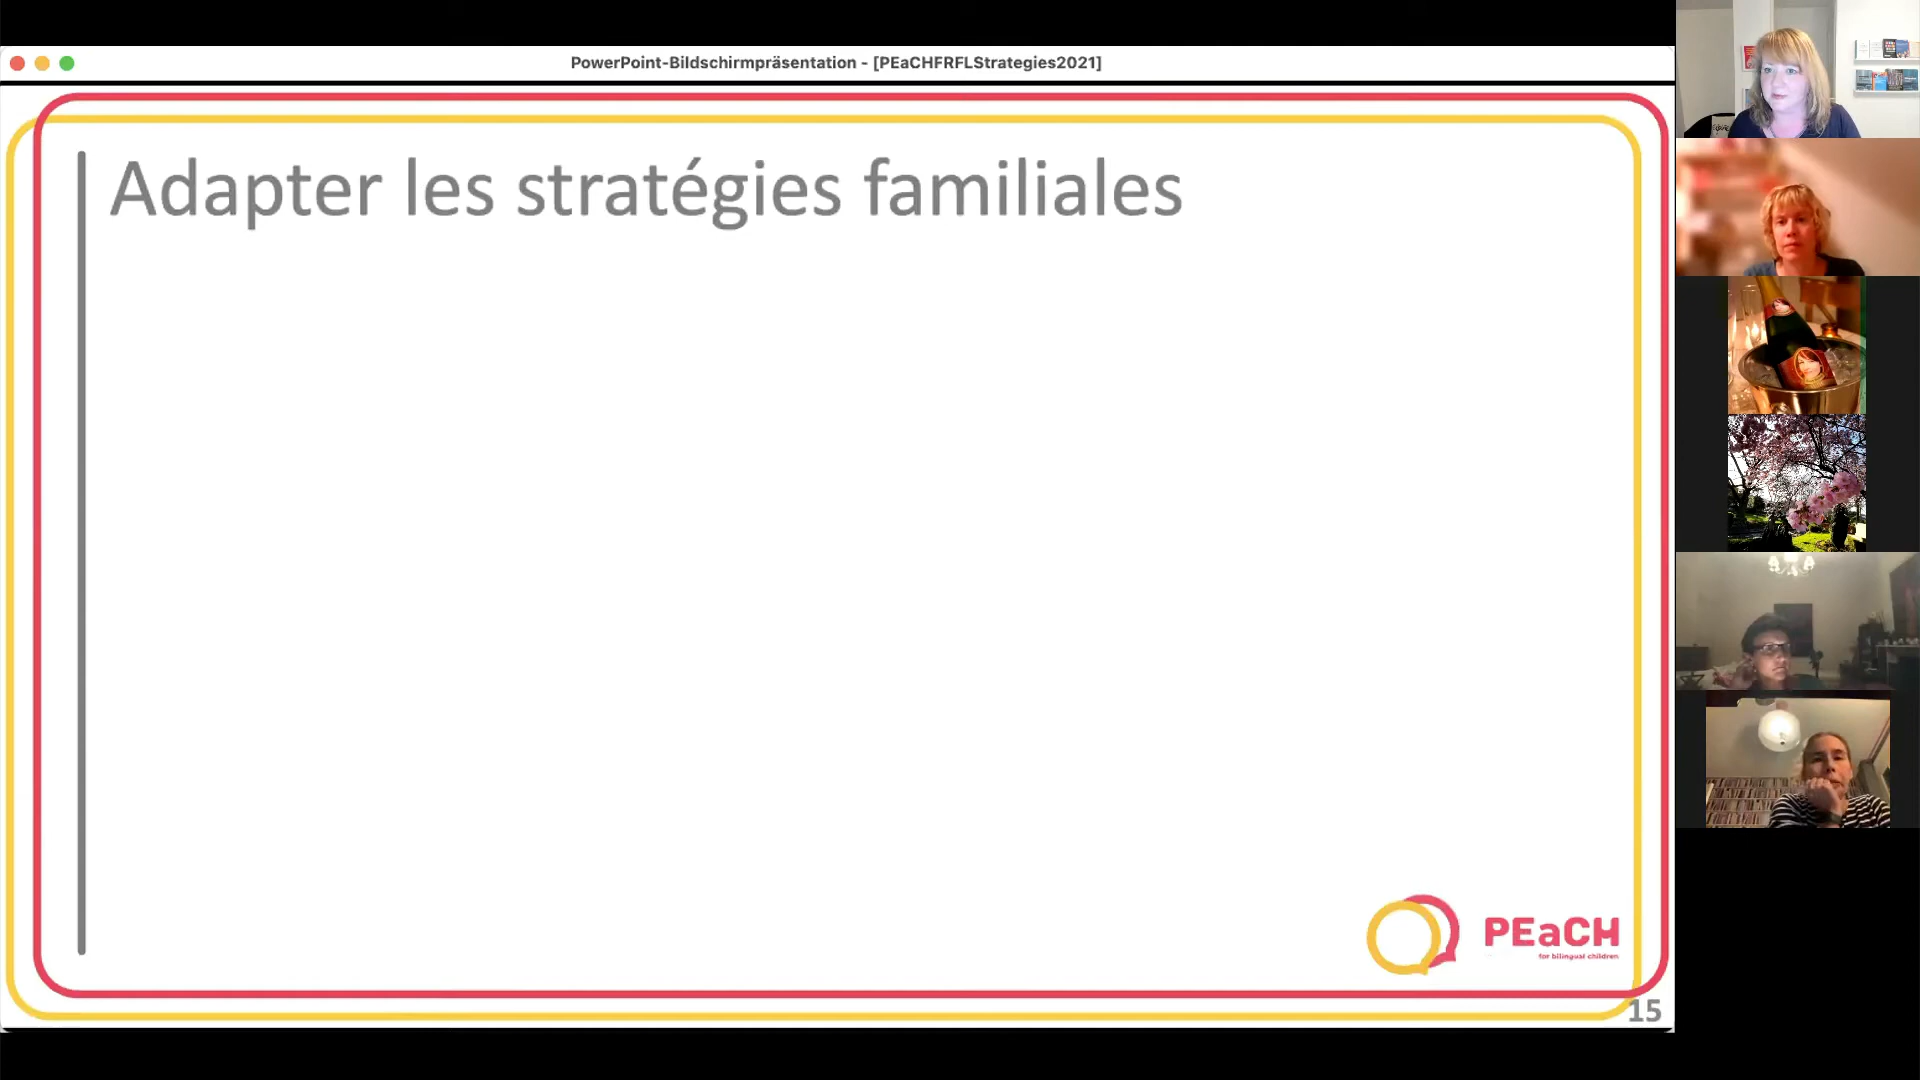 PowerPoint-Bildschirmpräsentation - [PEaCHFRFLStrategies2021]
Adapter les stratégies familiales
PEaCH
for bilingual children
15